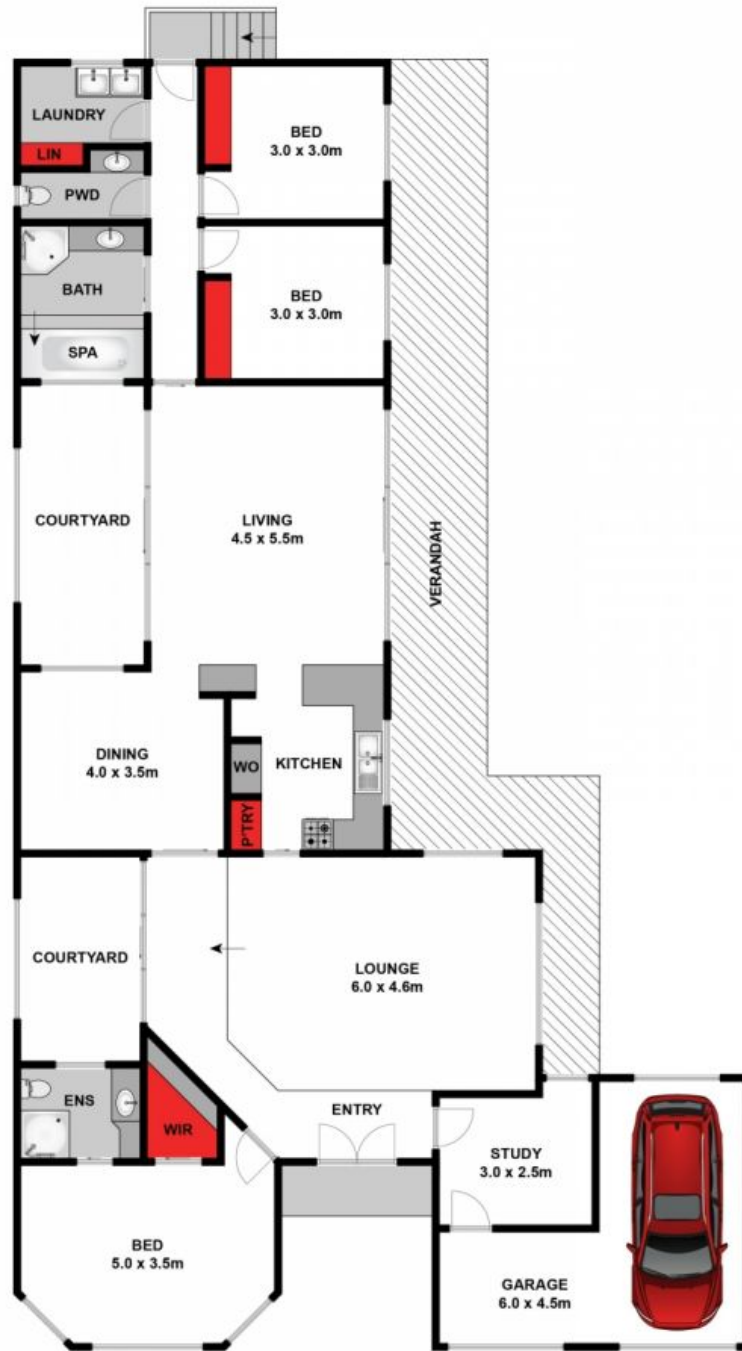 LAUNDRY
LIN
PWD
BED
3.0 x 3.0m
BATH
SPA
BED
3.0 x 3.0m
COURTYARD
LIVING
4.5 x 5.5m
VERANDAH
DINING
4.0 x 3.5m
WO
KITCHEN
P'TRY
COURTYARD
LOUNGE
6.0 x 4.6m
ENS
WIR
ENTRY
STUDY
3.0 x 2.5m
BED
5.0 x 3.5m
GARAGE
6.0 x 4.5m